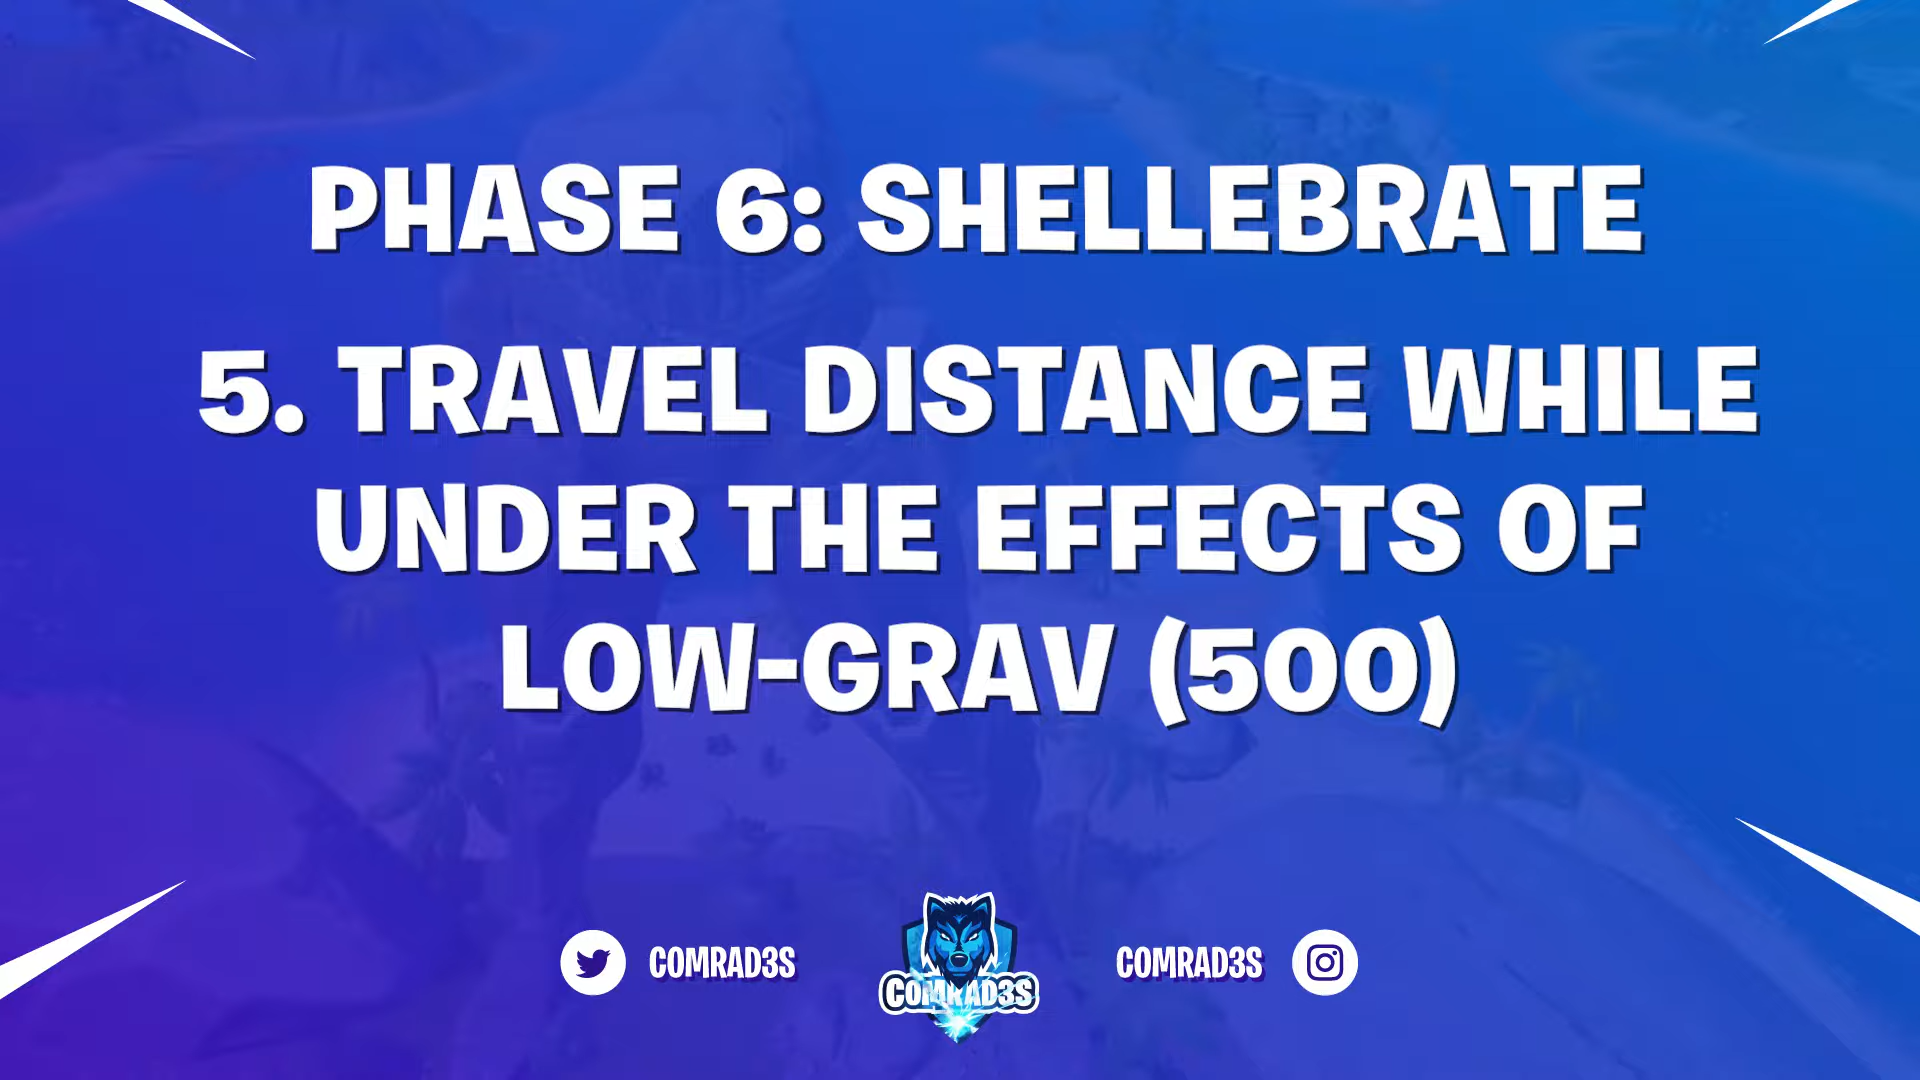 PHASE 6: SHELLEBRATE
5. TRAVEL DISTANCE WHILE
UNDER THE EFFECTS OF
LOW-GRAV (500)
COMRAD3S
COMRAD3S
COMRAD3S